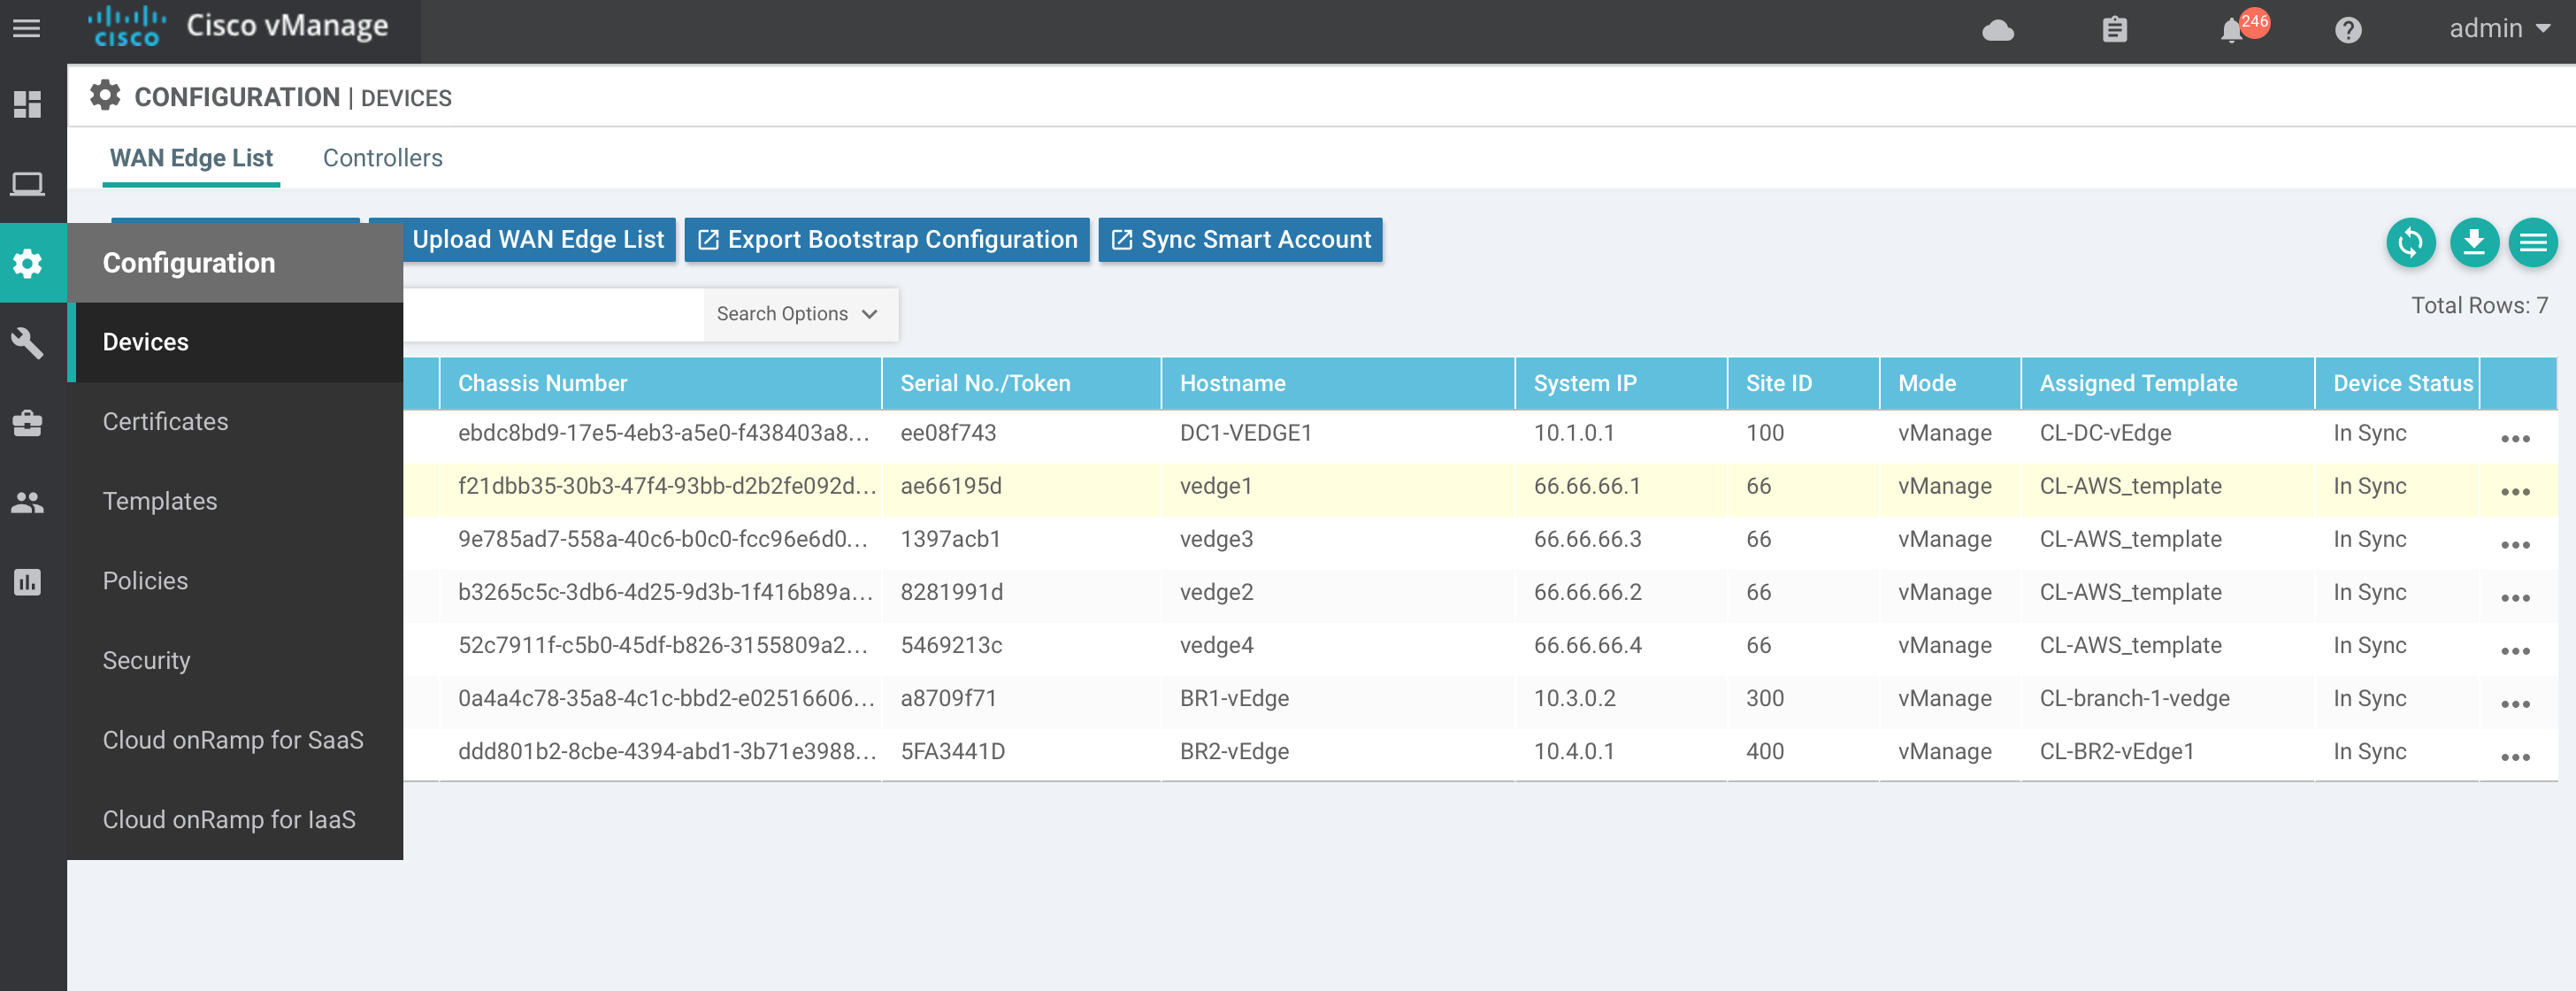 CISCO Cisco vManage 246 admin
CONFIGURATION | DEVICES
WAN Edge List Controllers
Upload WAN Edge List Export Bootstrap Configuration Sync Smart Account
Configuration
Search Options Total Rows: 7
Devices
Certificates
Templates
Policies
Security
Cloud onRamp for SaaS
Cloud onRamp for IaaS
Chassis Number Serial No./Token Hostname System IP Site ID Mode Assigned Template Device Status
ebdc8bd9-17e5-4eb3-a5e0-f438403a8... ee08f743 DC1-VEDGE1 10.1.0.1 100 vManage CL-DC-vEdge In Sync
f21dbb35-30b3-47f4-93bb-d2b2fe092d... ae66195d vedge1 66.66.66.1 66 vManage CL-AWS_template In Sync
9e785ad7-558a-40c6-b0c0-fcc96e6d0... 1397acb1 vedge3 66.66.66.3 66 vManage CL-AWS_template In Sync
b3265c5c-3db6-4d25-9d3b-1f416b89a... 8281991d vedge2 66.66.66.2 66 vManage CL-AWS_template In Sync
52c7911f-c5b0-45df-b826-3155809a2... 5469213c vedge4 66.66.66.4 66 vManage CL-AWS_template In Sync
0a4a4c78-35a8-4c1c-bbd2-e02516606... a8709f71 BR1-vEdge 10.3.0.2 300 vManage CL-branch-1-vedge In Sync
ddd801b2-8cbe-4394-abd1-3b71e3988... 5FA3441D BR2-vEdge 10.4.0.1 400 vManage CL-BR2-vEdge1 In Sync